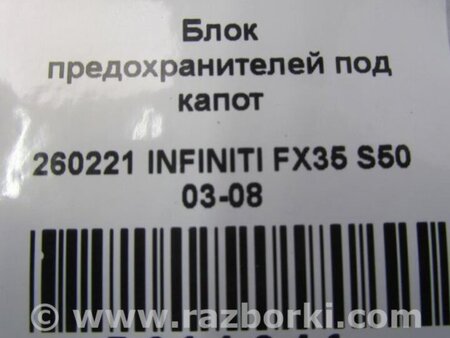 Блок
предохранителей под
капот
260221 INFINITI FX35 S50
03-08
© www.razborki.com